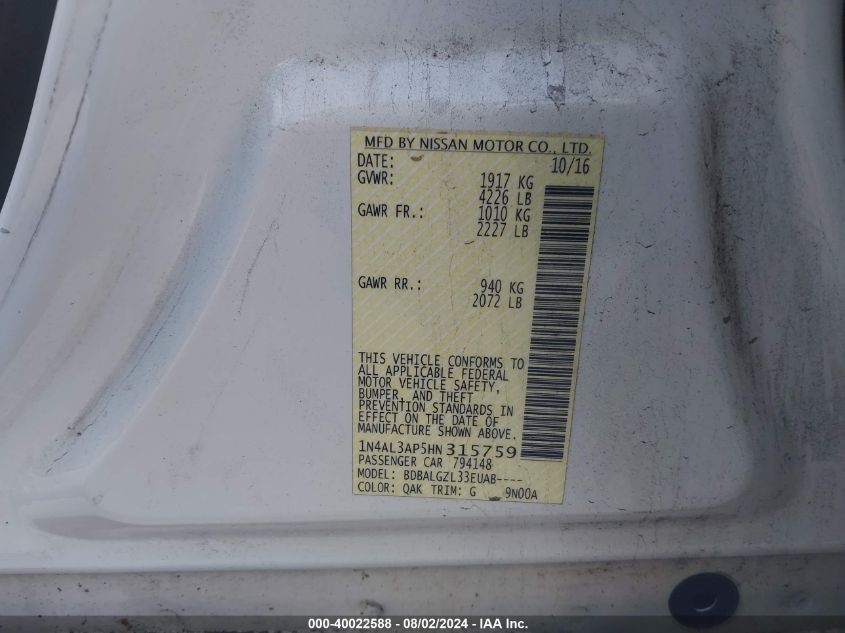 MFD BY NISSAN MOTOR CO., LTD.
DATE: 10/16
GVWR: 1917 KG
4226 LB
GAWR FR.: 1010 KG
2227 LB
GAWR RR.: 940 KG
2072 LB
THIS VEHICLE CONFORMS TO
ALL APPLICABLE FEDERAL
MOTOR VEHICLE SAFETY,
BUMPER, AND THEFT
PREVENTION STANDARDS IN
EFFECT ON THE DATE OF
MANUFACTURE SHOWN ABOVE.
1N4AL3AP5HN315759
PASSENGER CAR 794148
MODEL: BDBALGZL33EUAB----
COLOR: QAK TRIM: G 9N00A
000-40022588 - 08/02/2024 - IAA Inc.